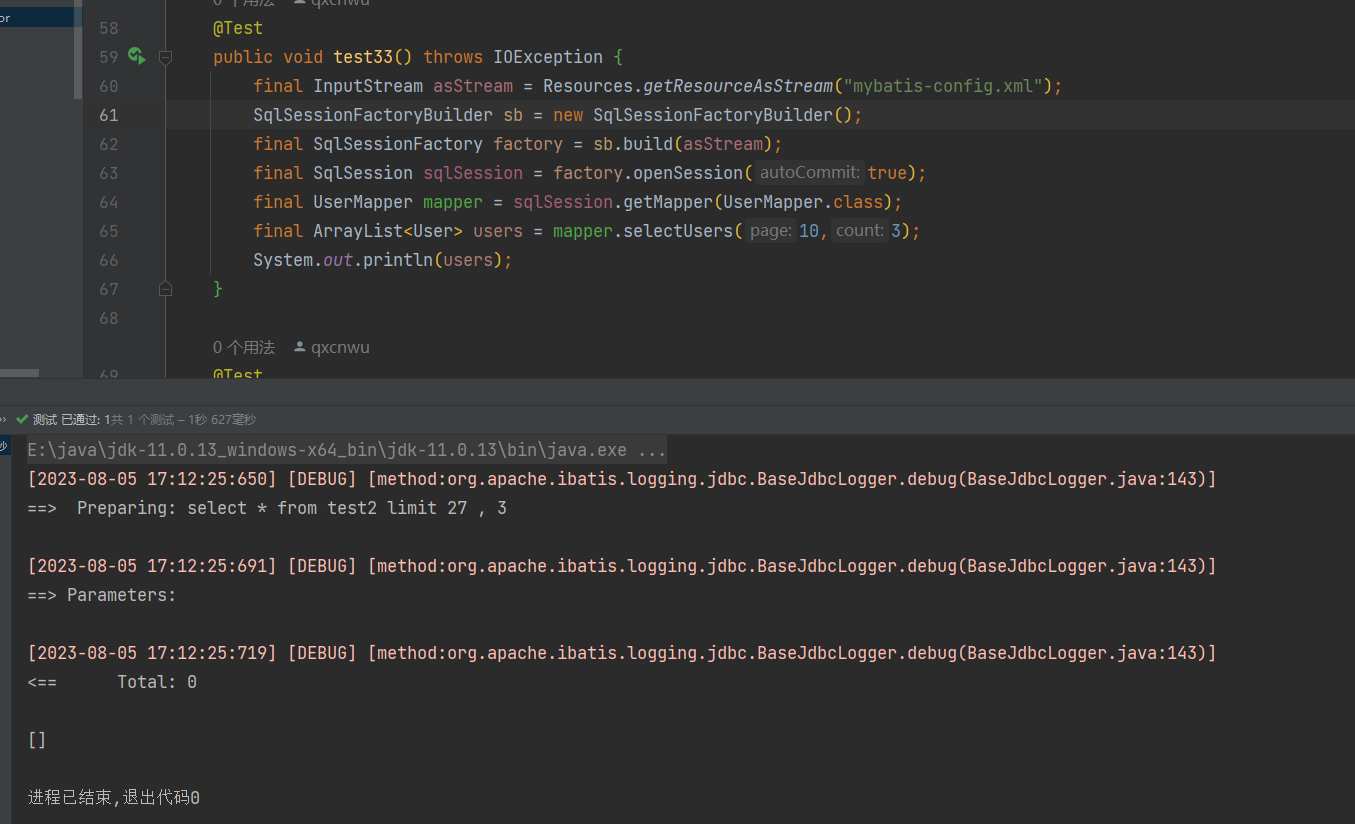 or
0 个用法 qxcnwu
58 @Test
59 public void test33() throws IOException {
60 final InputStream asStream = Resources.getResourceAsStream("mybatis-config.xml");
61 SqlSessionFactoryBuilder sb = new SqlSessionFactoryBuilder();
62 final SqlSessionFactory factory = sb.build(asStream);
63 final SqlSession sqlSession = factory.openSession( autoCommit: true);
64 final UserMapper mapper = sqlSession.getMapper(UserMapper.class);
65 final ArrayList<User> users = mapper.selectUsers( page: 10, count: 3);
66 System.out.println(users);
67 }
68
0 个用法 qxcnwu
69 @Test
›› 测试 已通过: 1共 1 个测试 – 1秒 627毫秒
秒 E:\java\jdk-11.0.13_windows-x64_bin\jdk-11.0.13\bin\java.exe ...
[2023-08-05 17:12:25:650] [DEBUG] [method:org.apache.ibatis.logging.jdbc.BaseJdbcLogger.debug(BaseJdbcLogger.java:143)]
==>  Preparing: select * from test2 limit 27 , 3
[2023-08-05 17:12:25:691] [DEBUG] [method:org.apache.ibatis.logging.jdbc.BaseJdbcLogger.debug(BaseJdbcLogger.java:143)]
==> Parameters:
[2023-08-05 17:12:25:719] [DEBUG] [method:org.apache.ibatis.logging.jdbc.BaseJdbcLogger.debug(BaseJdbcLogger.java:143)]
<==      Total: 0
[]
进程已结束,退出代码0